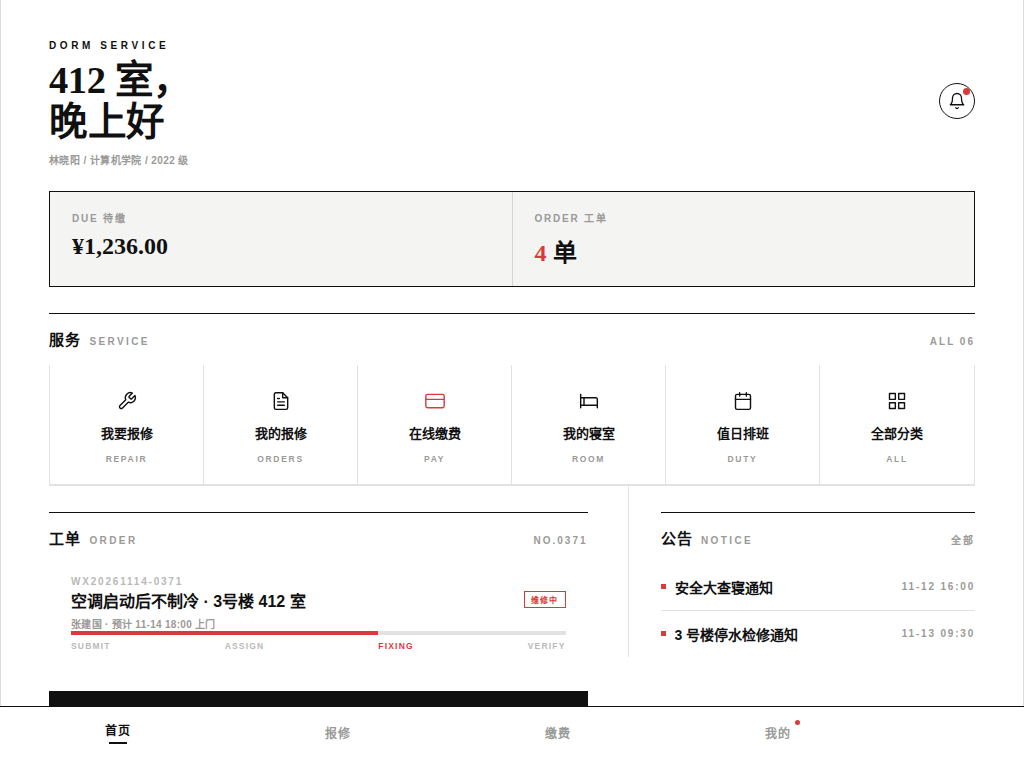 DORM SERVICE
412 室，
晚上好
林晓阳 / 计算机学院 / 2022 级
DUE 待缴
¥1,236.00
ORDER 工单
4 单
服务 SERVICE
ALL 06
我要报修
REPAIR
我的报修
ORDERS
在线缴费
PAY
我的寝室
ROOM
值日排班
DUTY
全部分类
ALL
工单 ORDER
NO.0371
WX20261114-0371
空调启动后不制冷 · 3号楼 412 室
维修中
张建国 · 预计 11-14 18:00 上门
SUBMIT
ASSIGN
FIXING
VERIFY
公告 NOTICE
全部
安全大查寝通知
11-12 16:00
3 号楼停水检修通知
11-13 09:30
首页
报修
缴费
我的